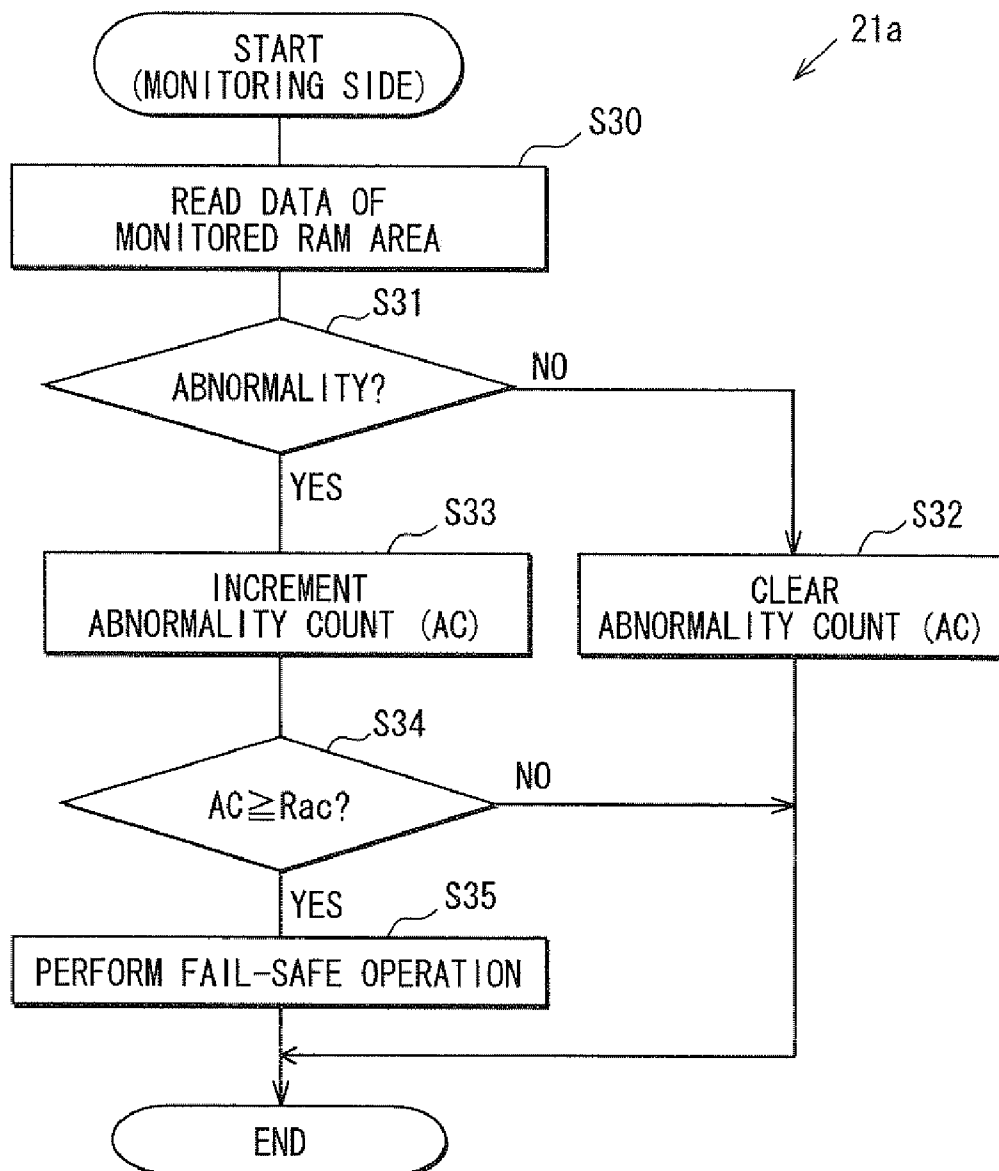 START
(MONITORING SIDE)
21a
S30
READ DATA OF
MONITORED RAM AREA
S31
ABNORMALITY?
NO
YES
S33
INCREMENT
ABNORMALITY COUNT (AC)
S32
CLEAR
ABNORMALITY COUNT (AC)
S34
AC≧Rac?
NO
YES
S35
PERFORM FAIL-SAFE OPERATION
END